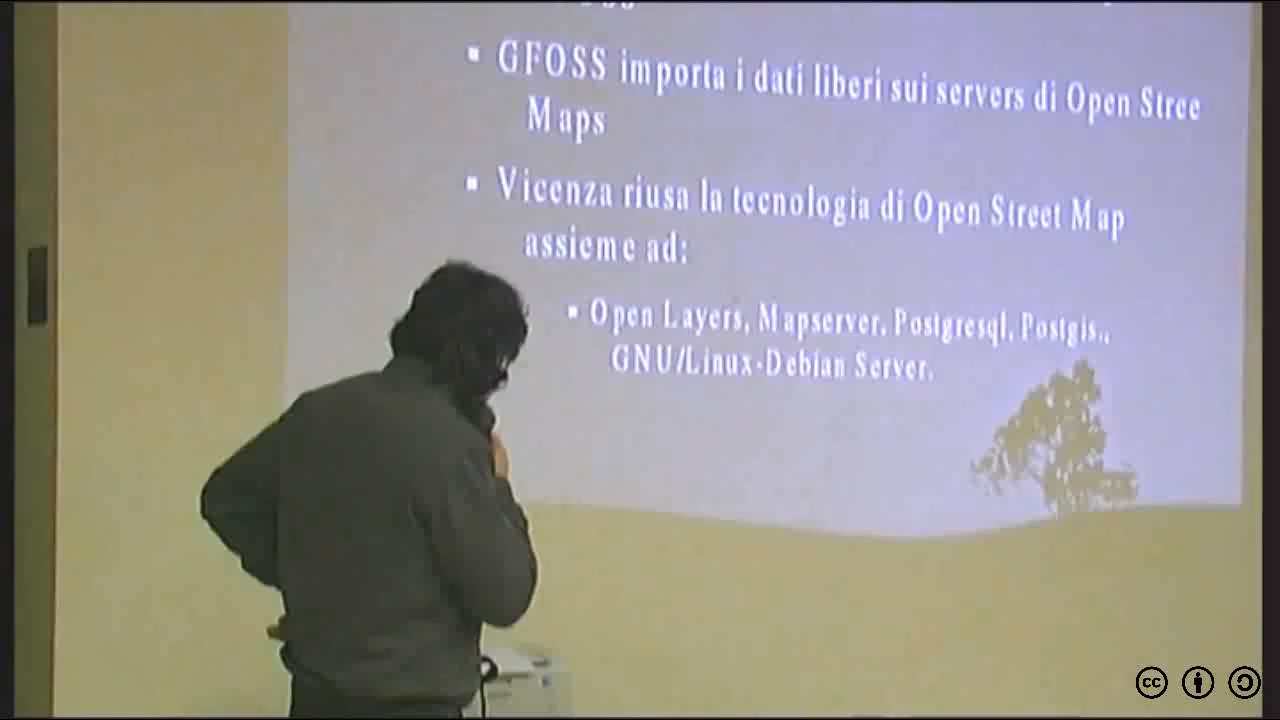 GFOSS importa i dati liberi sui servers di Open Stree
Maps
Vicenza riusa la tecnologia di Open Street Map
assieme ad:
Open Layers, Mapserver, Postgresql, Postgis..
GNU/Linux-Debian Server.
cc